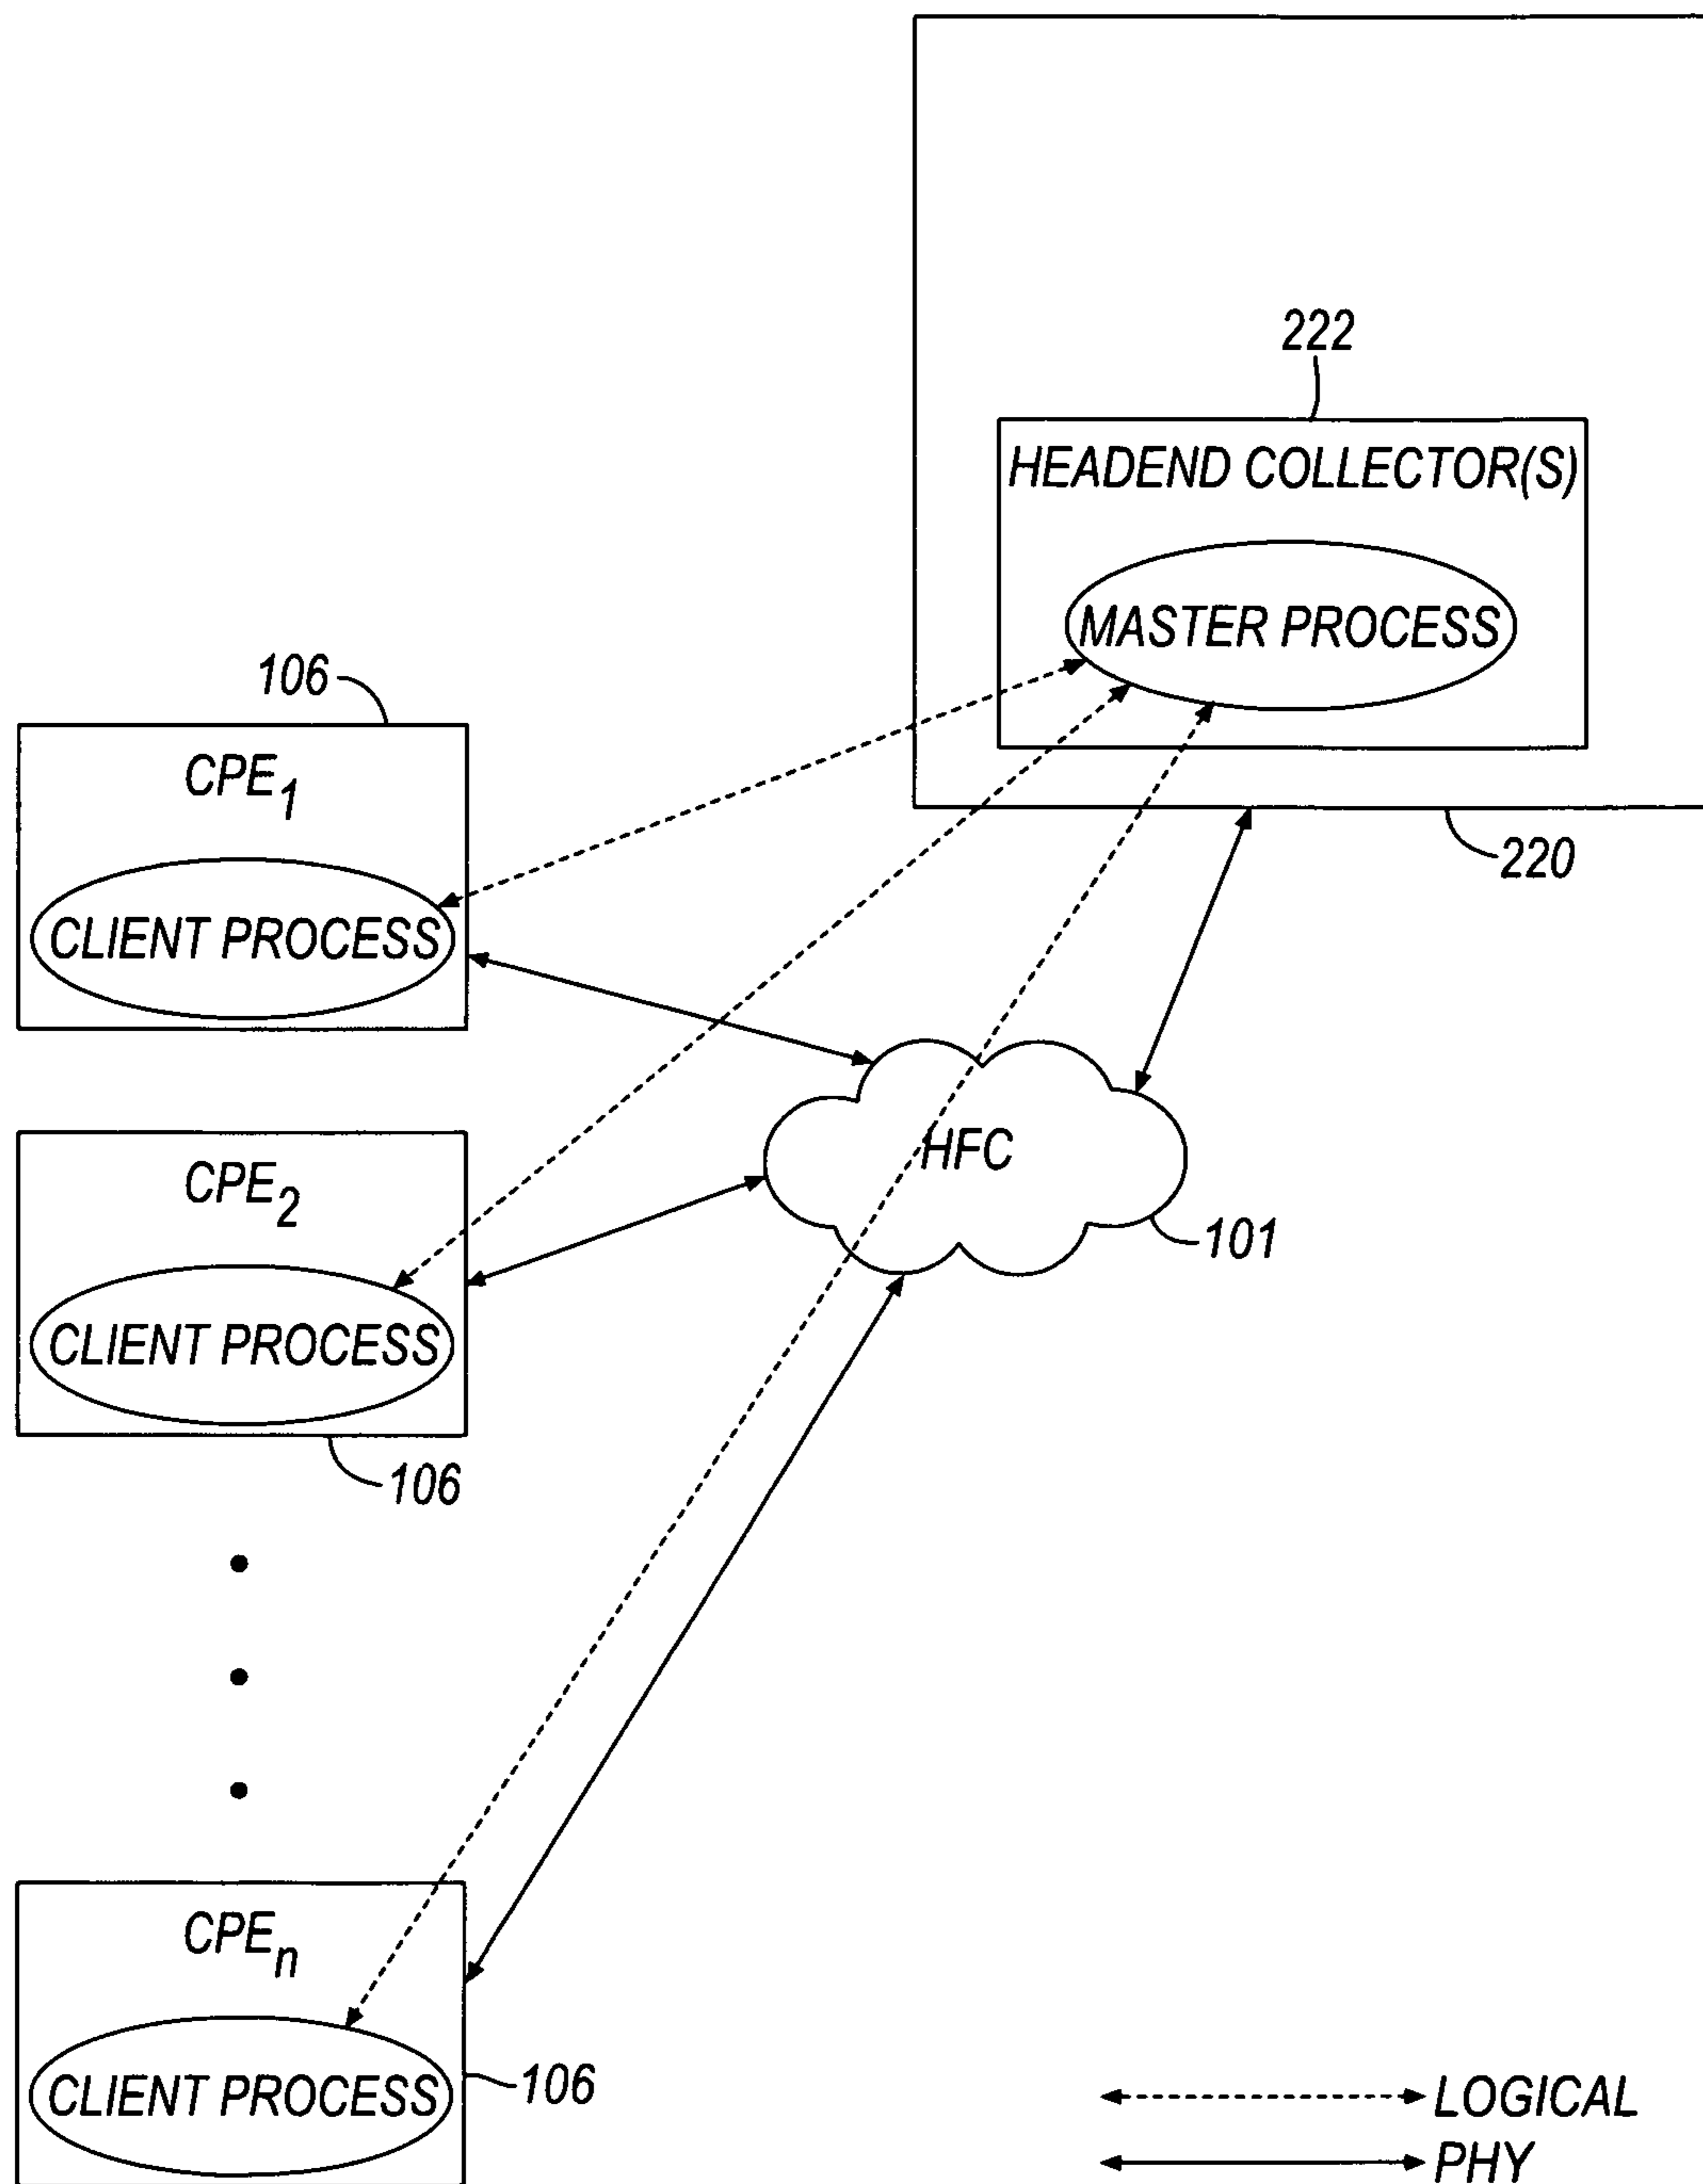 222
HEADEND COLLECTOR(S)
MASTER PROCESS
106
CPE1
CLIENT PROCESS
220
HFC
101
CPE2
CLIENT PROCESS
106
CPEn
CLIENT PROCESS
106
LOGICAL
PHY